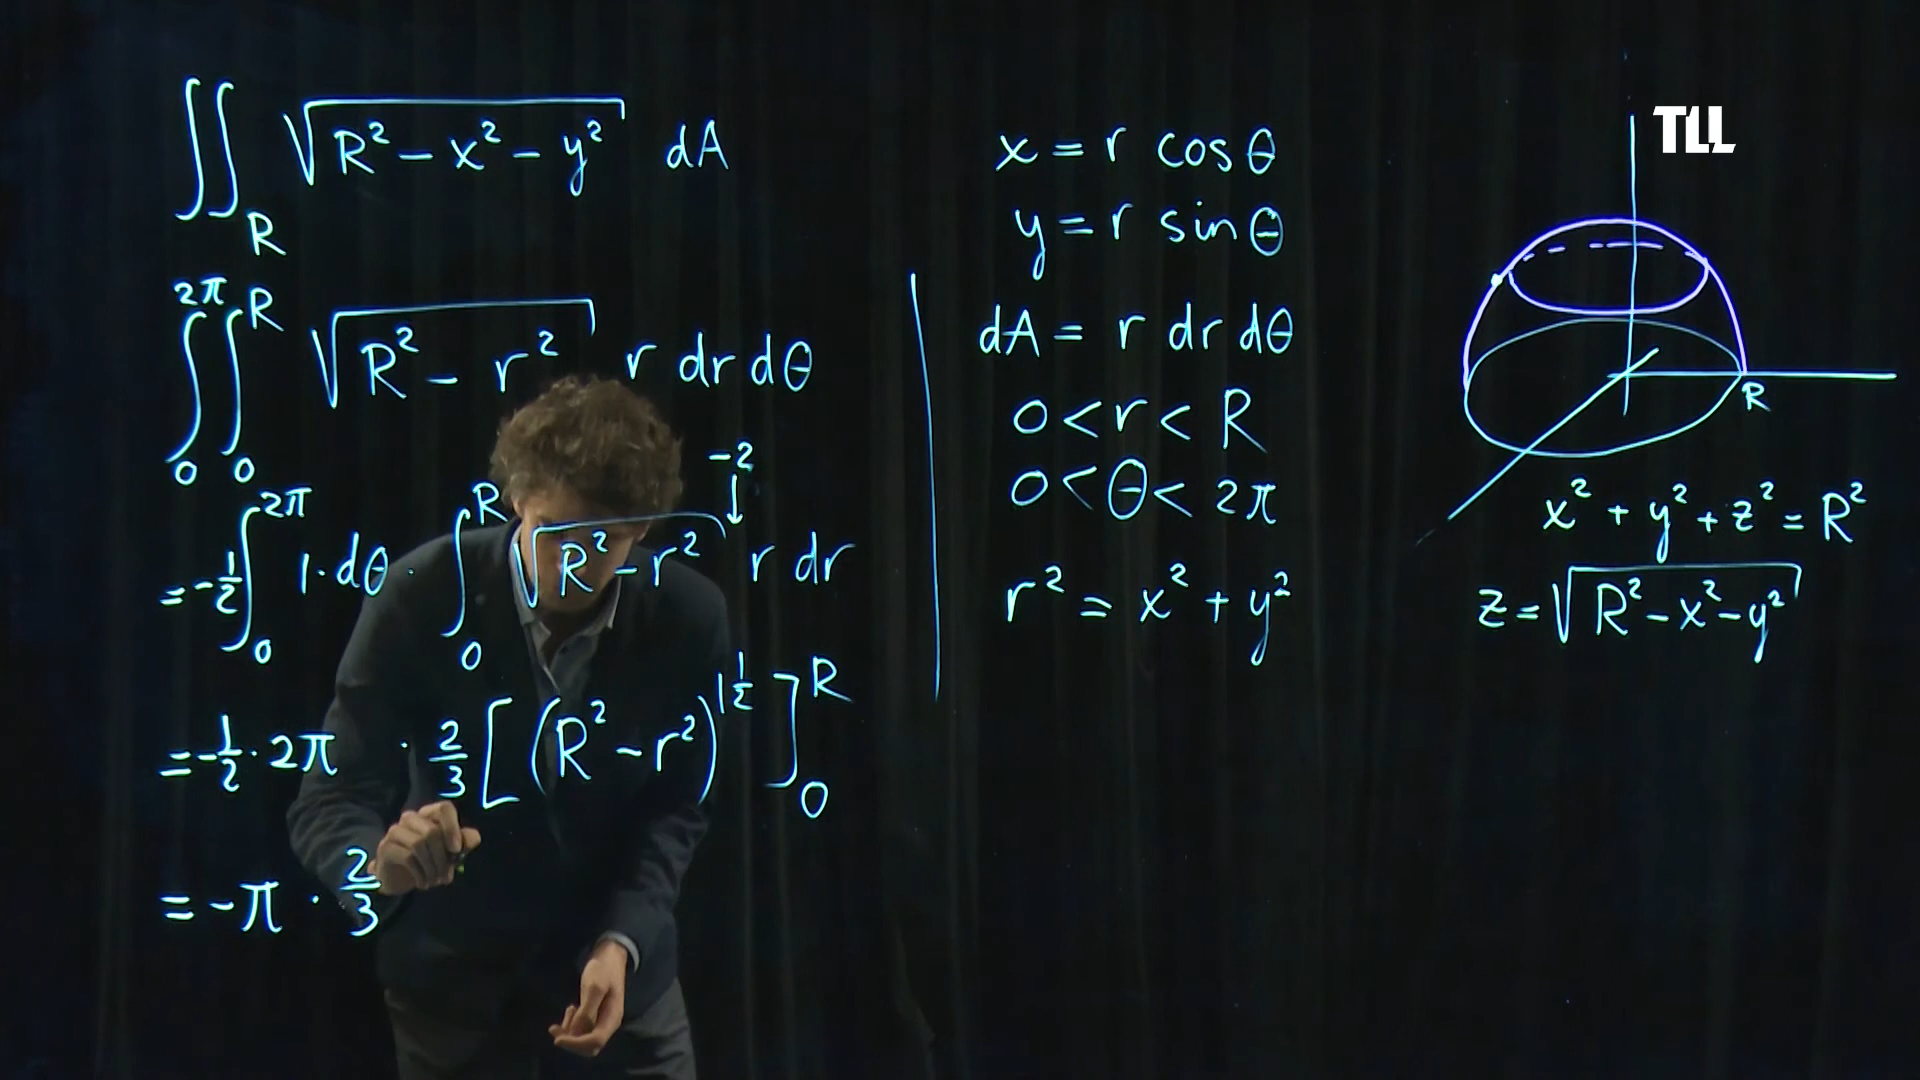 ∬_R √(R² − x² − y²) dA
∫₀^{2π} ∫₀^R √(R² − r²) r dr dθ
= −½ ∫₀^{2π} 1·dθ · ∫₀^R √(R² − r²) r dr
−2
↓
= −½ · 2π · ⅔ [(R² − r²)^{1½}]₀^R
= −π · ⅔
x = r cosθ
y = r sinθ
dA = r dr dθ
0 < r < R
0 < θ < 2π
r² = x² + y²
TLL
R
x² + y² + z² = R²
z = √(R² − x² − y²)